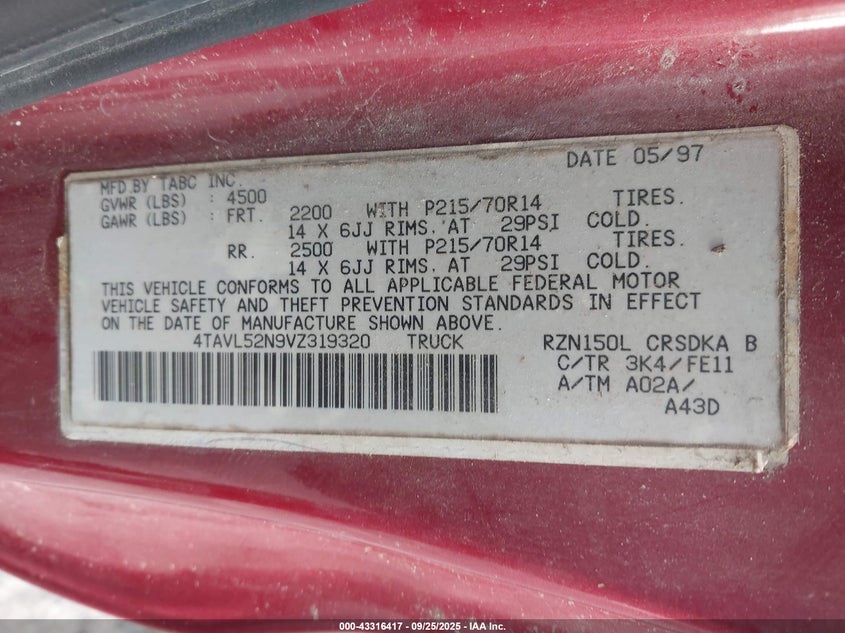 DATE 05/97
MFD.BY TABC INC.
GVWR (LBS) : 4500
GAWR (LBS) : FRT. 2200 WITH P215/70R14 TIRES.
14 X 6JJ RIMS. AT 29PSI COLD.
RR. 2500 WITH P215/70R14 TIRES.
14 X 6JJ RIMS. AT 29PSI COLD.
THIS VEHICLE CONFORMS TO ALL APPLICABLE FEDERAL MOTOR
VEHICLE SAFETY AND THEFT PREVENTION STANDARDS IN EFFECT
ON THE DATE OF MANUFACTURE SHOWN ABOVE.
4TAVL52N9VZ319320 TRUCK RZN150L CRSDKA B
C/TR 3K4/FE11
A/TM A02A/
A43D
000-43316417 - 09/25/2025 - IAA Inc.